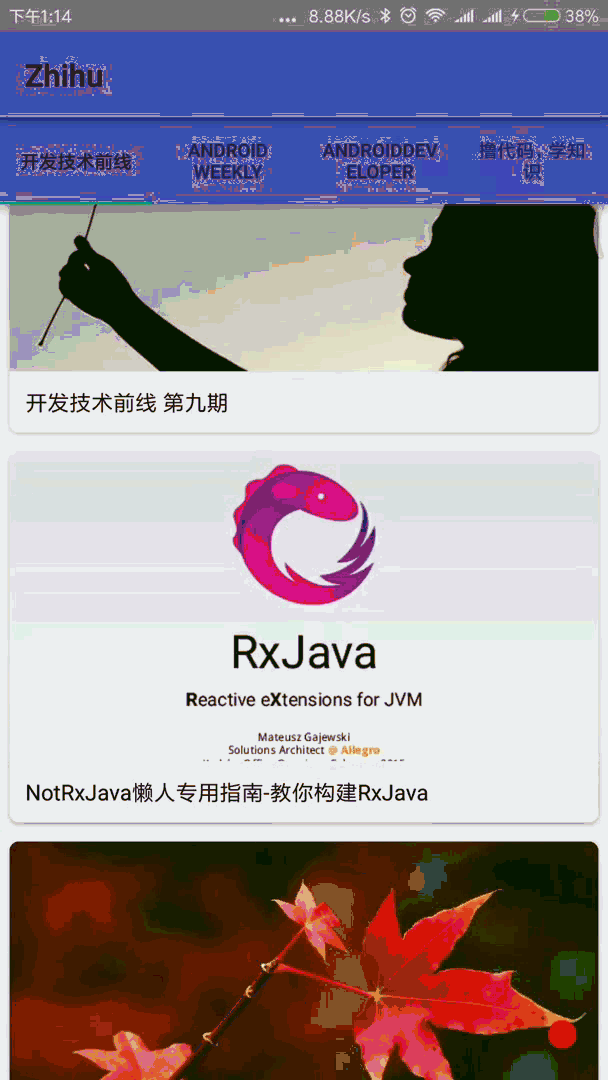 下午1:14
... 8.88K/s 38%
Zhihu
开发技术前线
ANDROID
WEEKLY
ANDROIDDEV
ELOPER
撸代码，学知
识
开发技术前线 第九期
RxJava
Reactive eXtensions for JVM
Mateusz Gajewski
Solutions Architect @ Allegro
NotRxJava懒人专用指南-教你构建RxJava